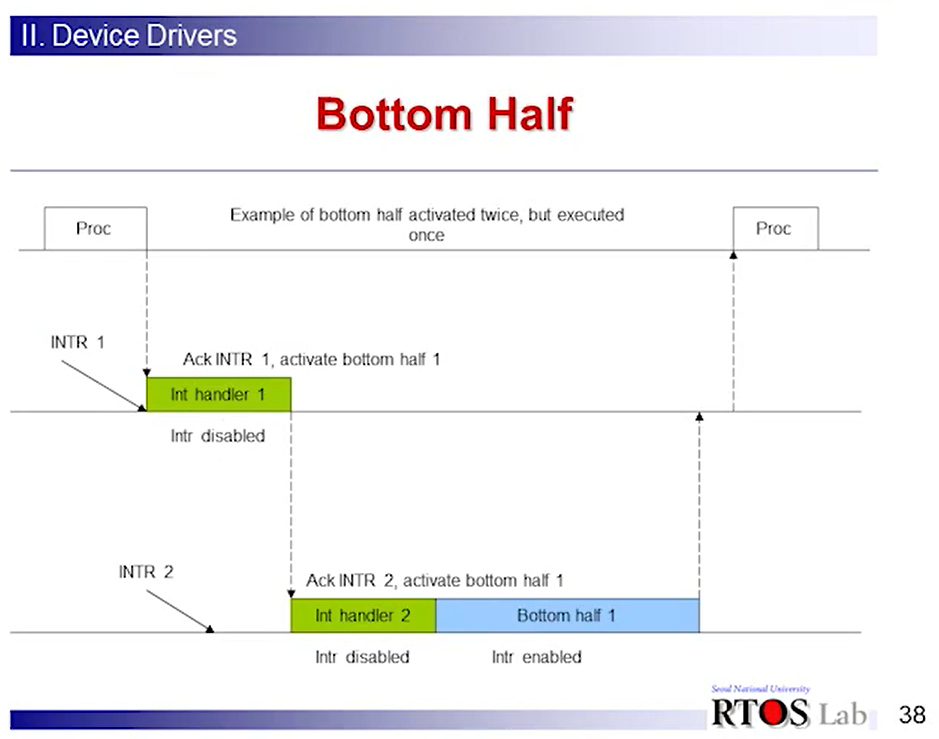 II. Device Drivers
Bottom Half
Proc
Example of bottom half activated twice, but executed
once
Proc
INTR 1
Ack INTR 1, activate bottom half 1
Int handler 1
Intr disabled
INTR 2
Ack INTR 2, activate bottom half 1
Int handler 2
Bottom half 1
Intr disabled
Intr enabled
Seoul National University
RTOS Lab
38